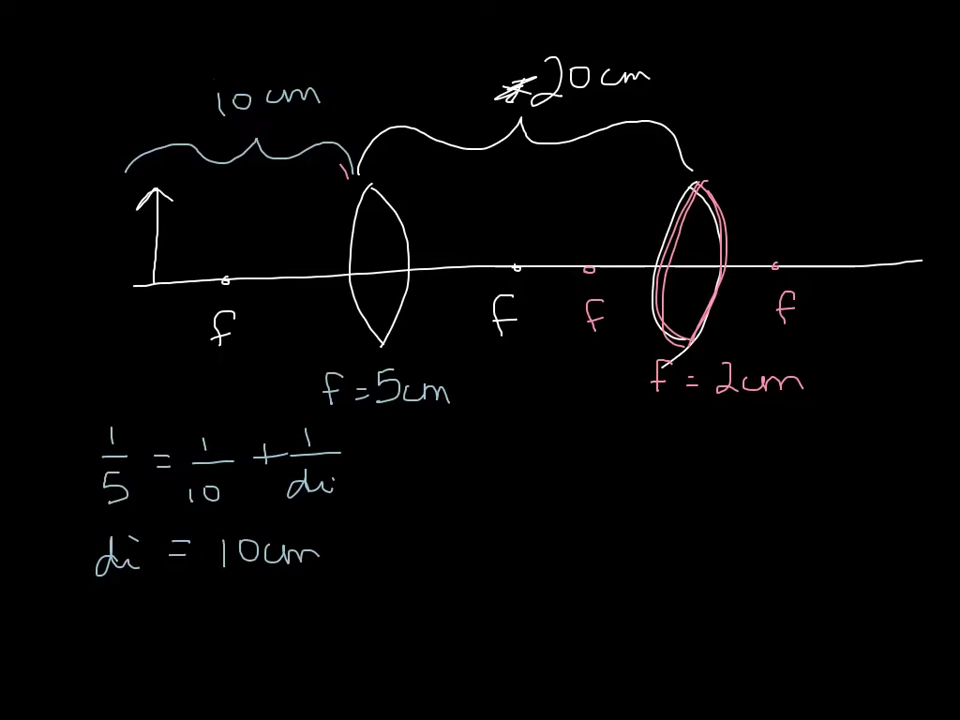 10 cm
20 cm
f
f
f
f
f = 5cm
f = 2cm
1/5 = 1/10 + 1/di
di = 10cm